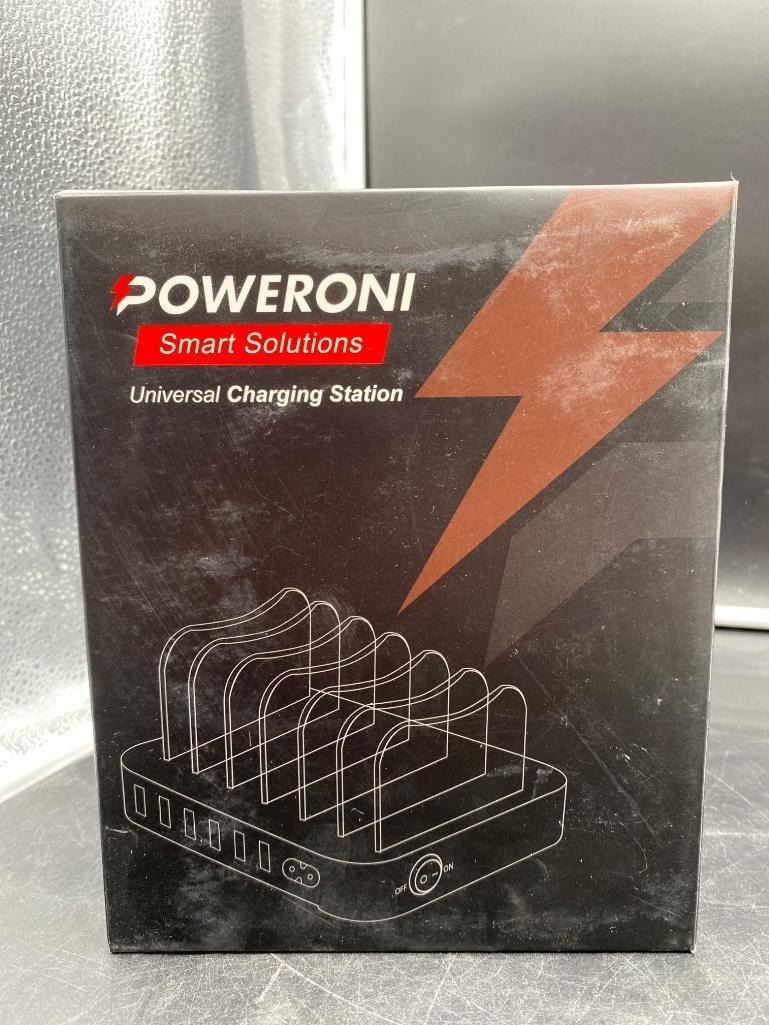 POWERONI
Smart Solutions
Universal Charging Station
OFF
ON